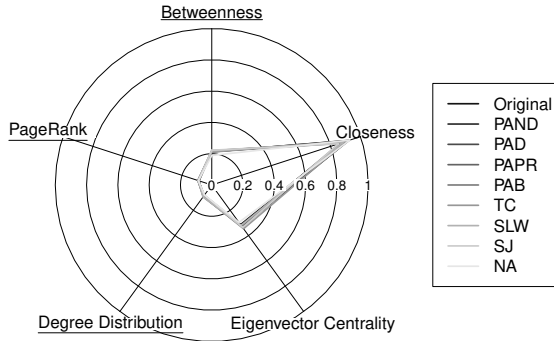 Betweenness
PageRank
Closeness
0 0.2 0.4 0.6 0.8 1
Degree Distribution
Eigenvector Centrality
Original
PAND
PAD
PAPR
PAB
TC
SLW
SJ
NA